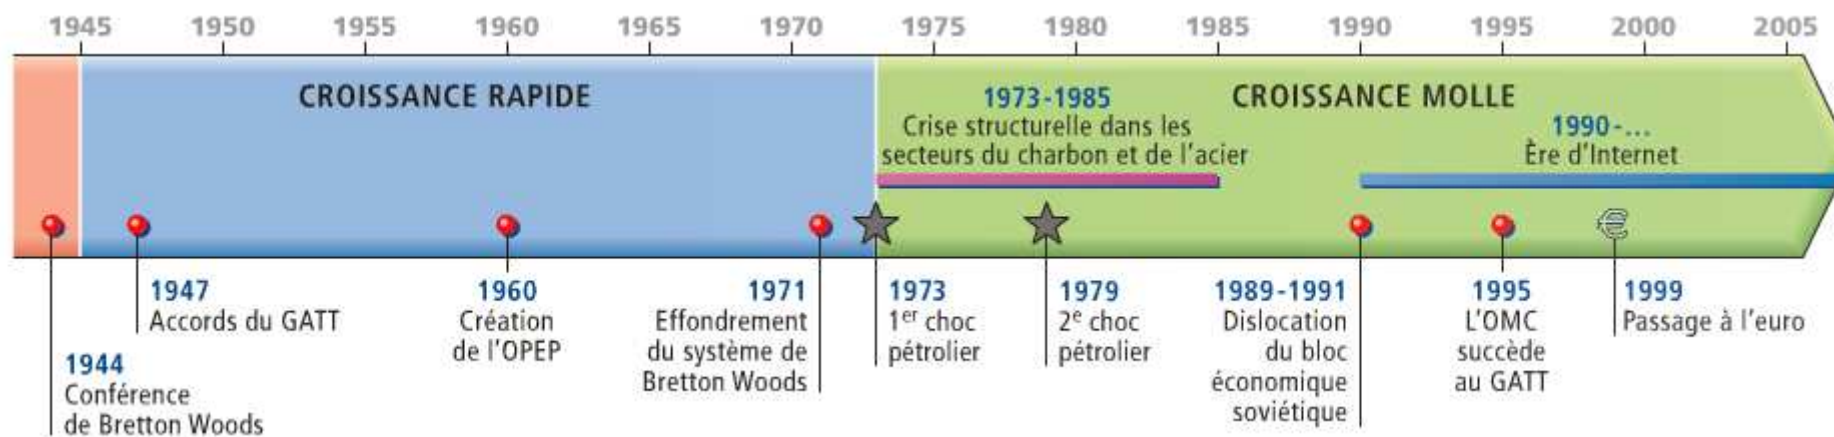 1945 1950 1955 1960 1965 1970 1975 1980 1985 1990 1995 2000 2005
CROISSANCE RAPIDE
1973-1985
Crise structurelle dans les
secteurs du charbon et de l'acier
CROISSANCE MOLLE
1990-...
Ère d'Internet
€
1944
Conférence
de Bretton Woods
1947
Accords du GATT
1960
Création
de l'OPEP
1971
Effondrement
du système de
Bretton Woods
1973
1er choc
pétrolier
1979
2e choc
pétrolier
1989-1991
Dislocation
du bloc
économique
soviétique
1995
L'OMC
succède
au GATT
1999
Passage à l'euro